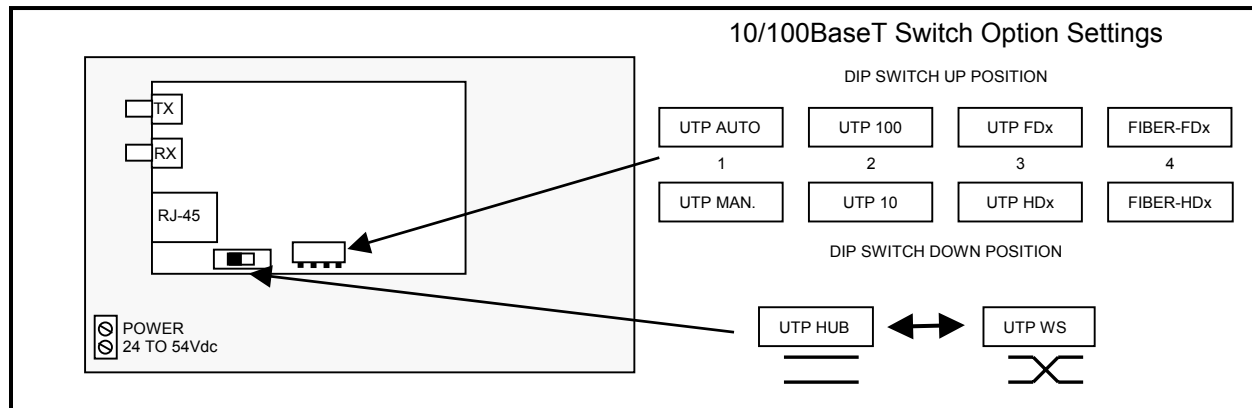 10/100BaseT Switch Option Settings
DIP SWITCH UP POSITION
TX
RX
RJ-45
UTP AUTO UTP 100 UTP FDx FIBER-FDx
1 2 3 4
UTP MAN. UTP 10 UTP HDx FIBER-HDx
DIP SWITCH DOWN POSITION
POWER
24 TO 54Vdc
UTP HUB UTP WS